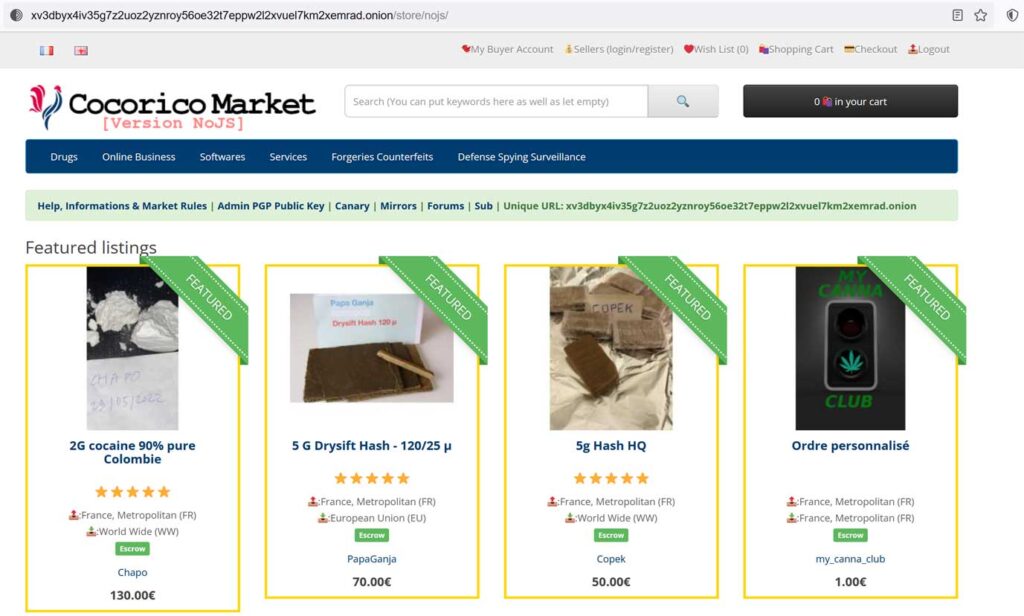 xv3dbyx4iv35g7z2uoz2yznroy56oe32t7eppw2l2xvuel7km2xemrad.onion/store/nojs/
My Buyer Account Sellers (login/register) Wish List (0) Shopping Cart Checkout Logout
Cocorico Market
[Version NoJS]
Search (You can put keywords here as well as let empty)
0 in your cart
Drugs Online Business Softwares Services Forgeries Counterfeits Defense Spying Surveillance
Help, Informations & Market Rules | Admin PGP Public Key | Canary | Mirrors | Forums | Sub | Unique URL: xv3dbyx4iv35g7z2uoz2yznroy56oe32t7eppw2l2xvuel7km2xemrad.onion
Featured listings
FEATURED
CHAPO
29/05/2022
2G cocaine 90% pure
Colombie
:France, Metropolitan (FR)
:World Wide (WW)
Escrow
Chapo
130.00€
FEATURED
Papa Ganja
Drysift Hash 120 µ
5 G Drysift Hash - 120/25 µ
:France, Metropolitan (FR)
:European Union (EU)
Escrow
PapaGanja
70.00€
FEATURED
COPEK
5g Hash HQ
:France, Metropolitan (FR)
:World Wide (WW)
Escrow
Copek
50.00€
FEATURED
MY
CANNA
CLUB
Ordre personnalisé
:France, Metropolitan (FR)
:France, Metropolitan (FR)
Escrow
my_canna_club
1.00€